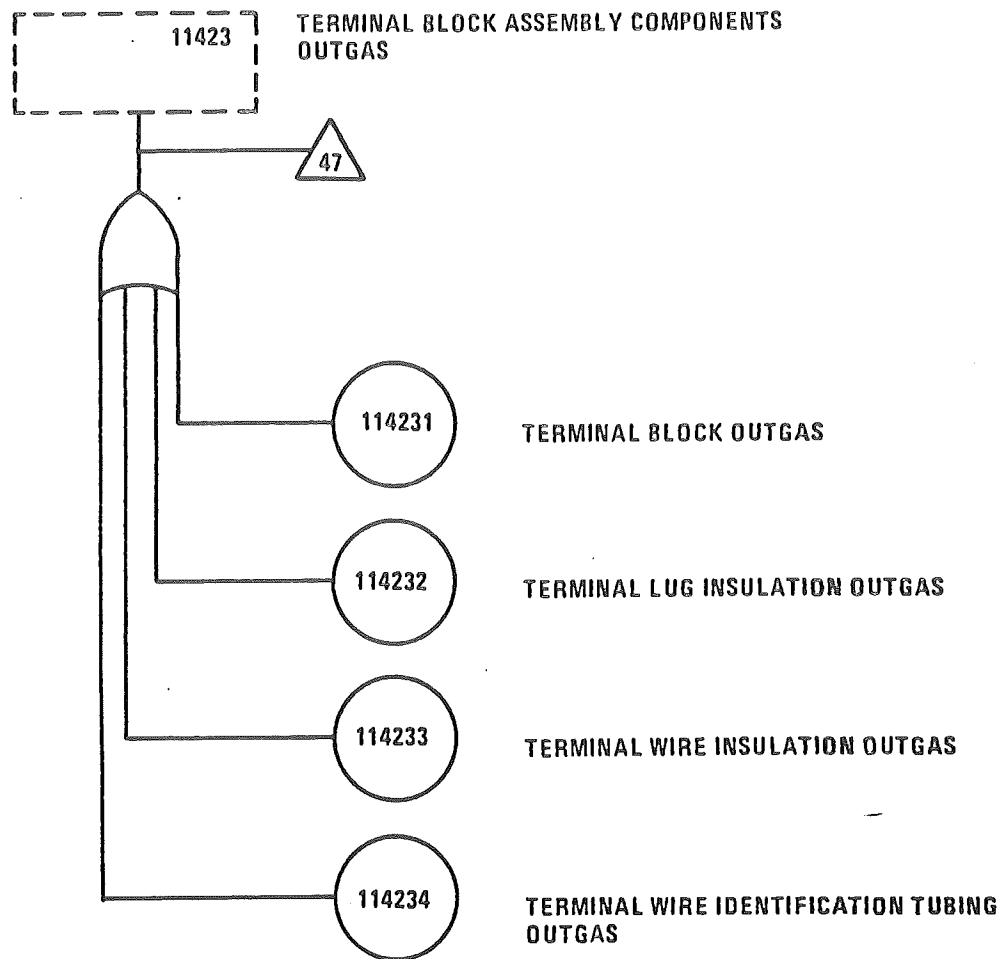 11423
TERMINAL BLOCK ASSEMBLY COMPONENTS
OUTGAS
47
114231
TERMINAL BLOCK OUTGAS
114232
TERMINAL LUG INSULATION OUTGAS
114233
TERMINAL WIRE INSULATION OUTGAS
114234
TERMINAL WIRE IDENTIFICATION TUBING
OUTGAS